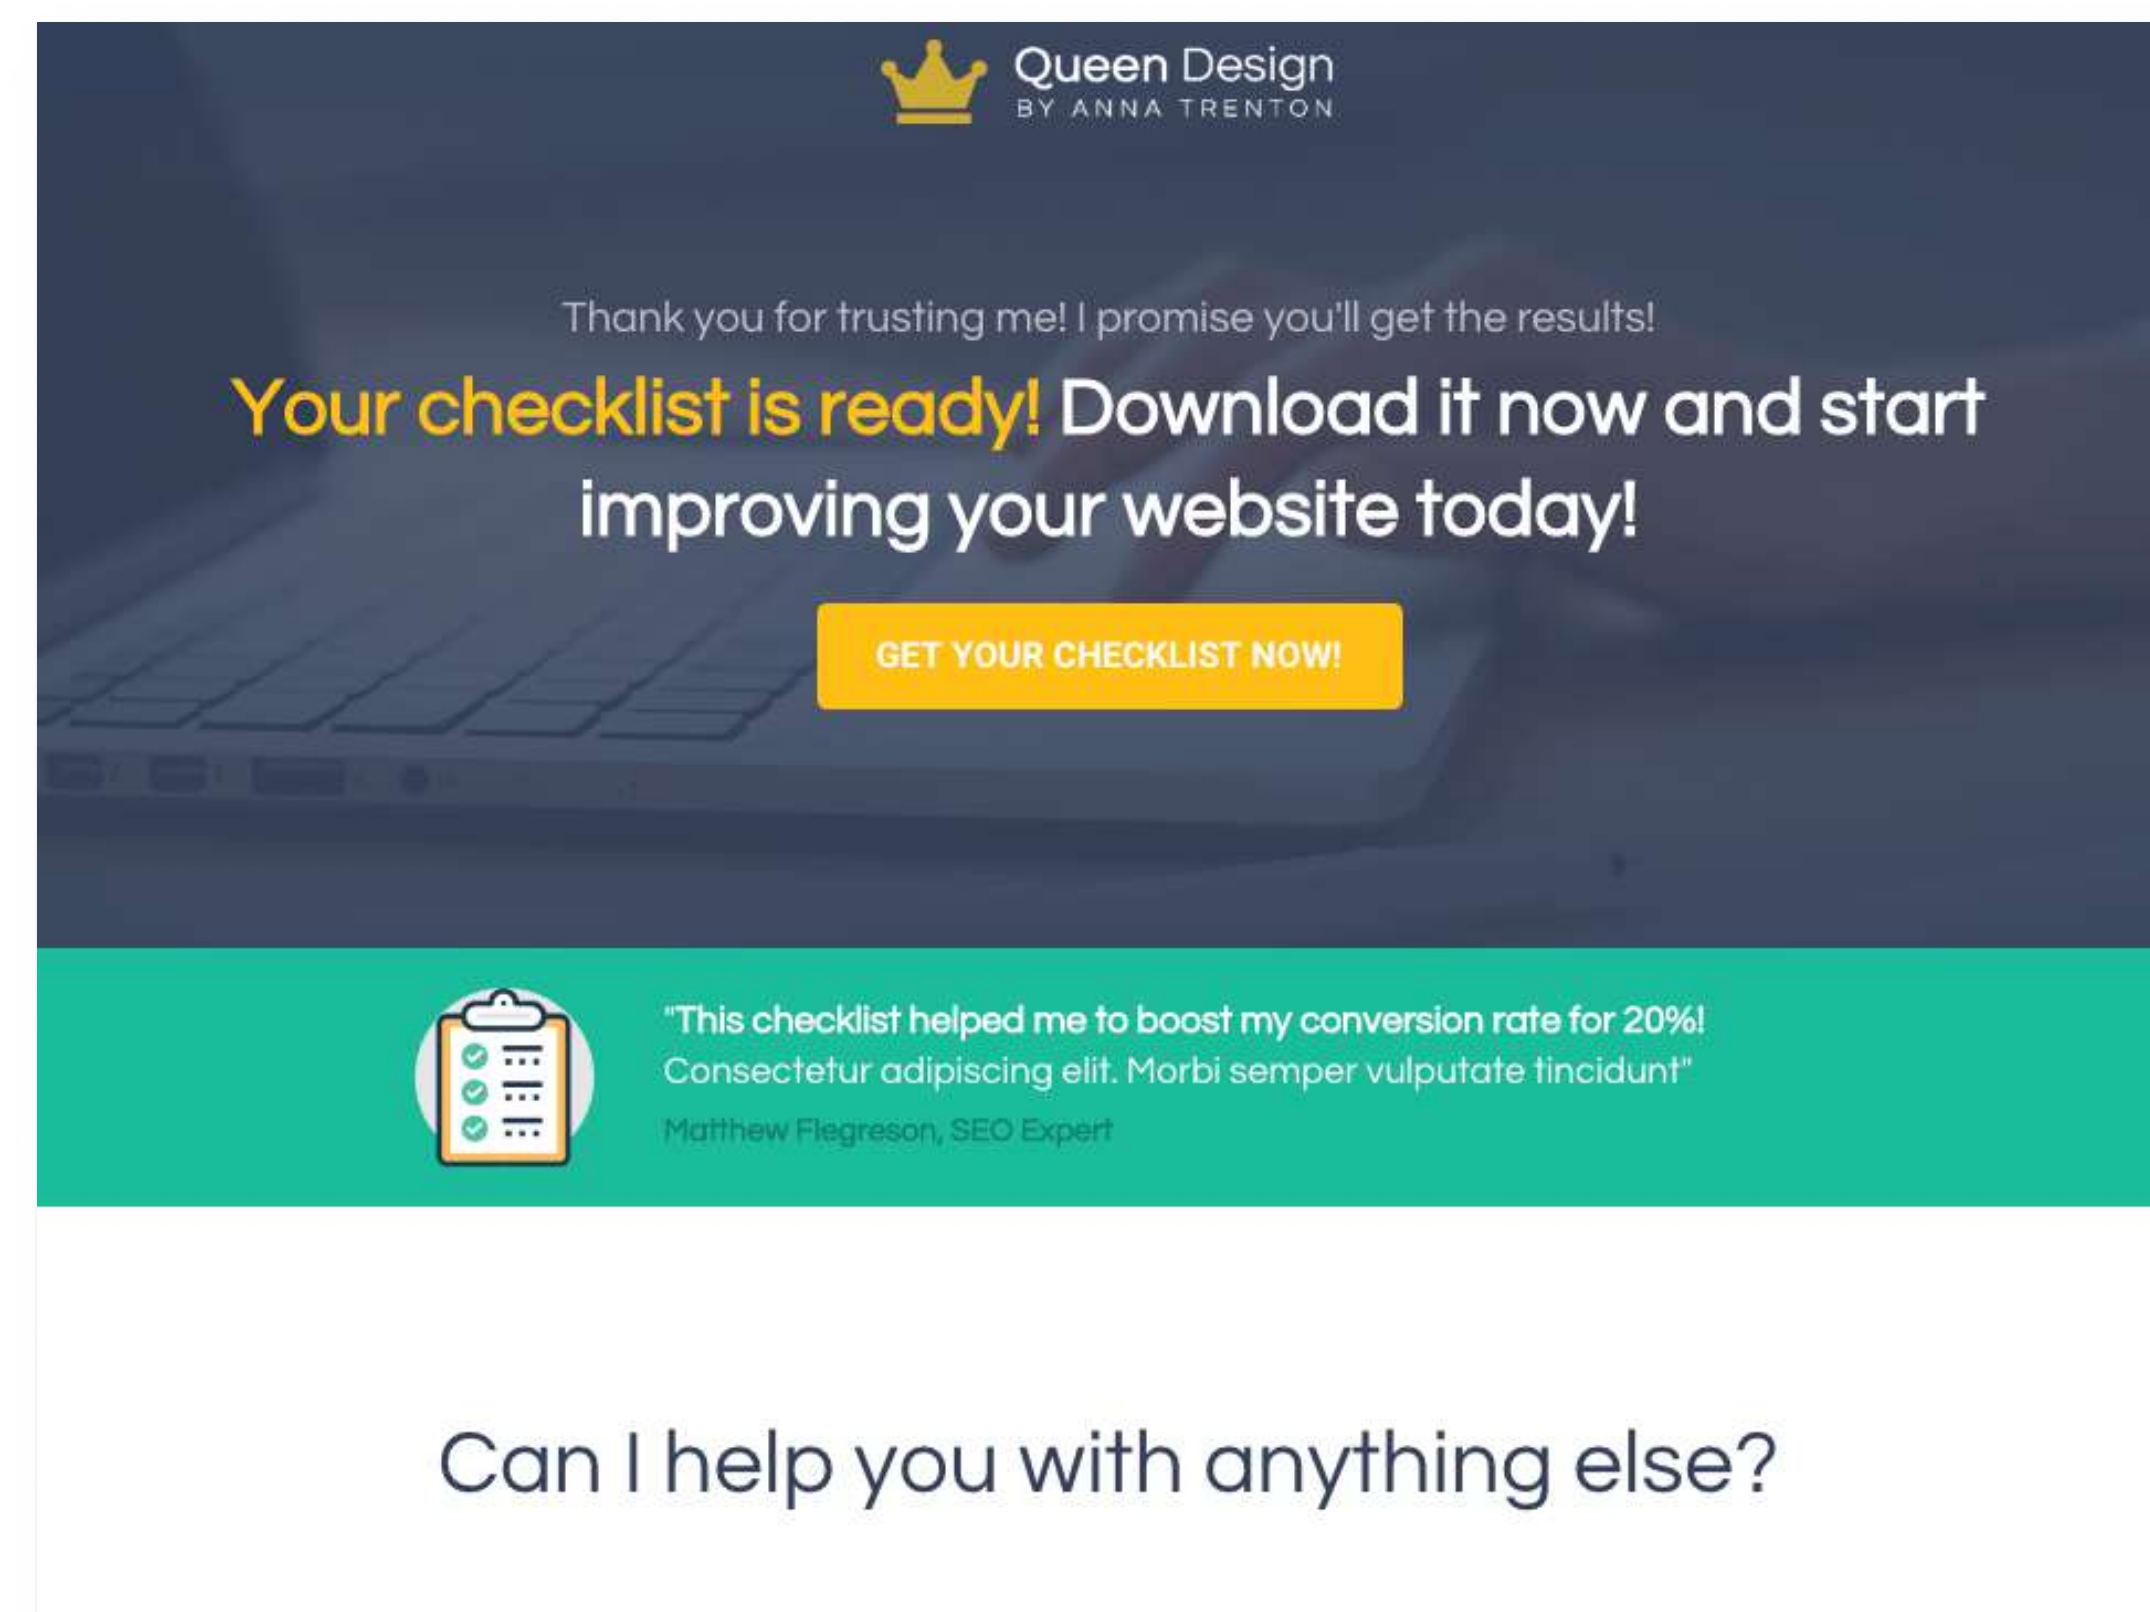 Queen Design
BY ANNA TRENTON
Thank you for trusting me! I promise you'll get the results!
Your checklist is ready! Download it now and start
improving your website today!
GET YOUR CHECKLIST NOW!
"This checklist helped me to boost my conversion rate for 20%!
Consectetur adipiscing elit. Morbi semper vulputate tincidunt"
Matthew Flegreson, SEO Expert
Can I help you with anything else?